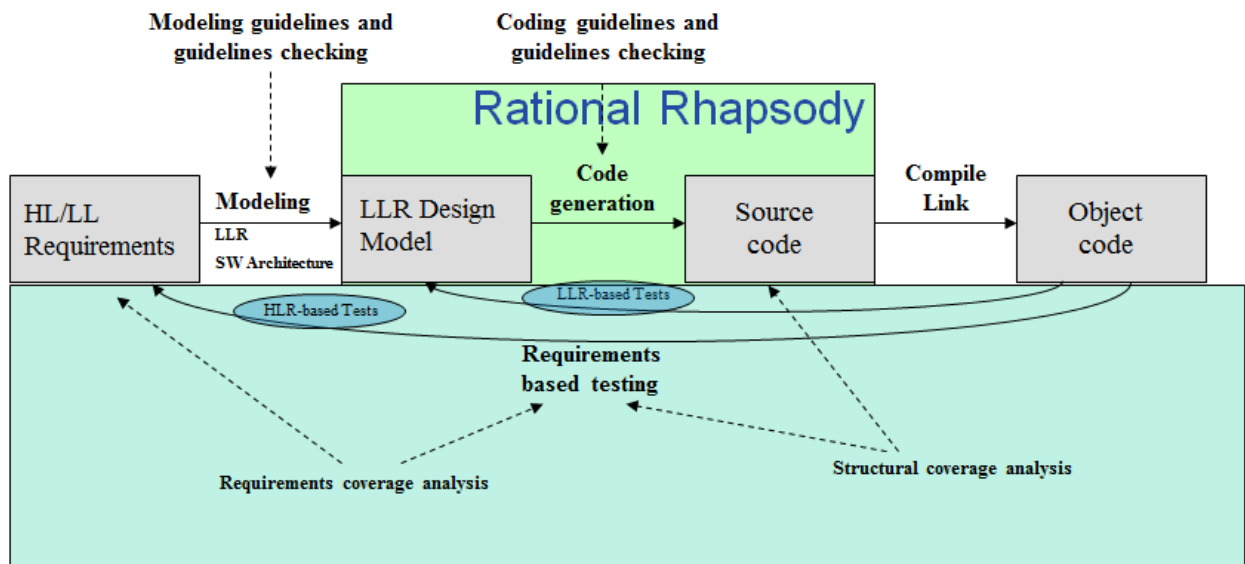 Modeling guidelines and
guidelines checking
Coding guidelines and
guidelines checking
Rational Rhapsody
HL/LL
Requirements
Modeling
LLR
SW Architecture
LLR Design
Model
Code
generation
Source
code
Compile
Link
Object
code
HLR-based Tests
LLR-based Tests
Requirements
based testing
Requirements coverage analysis
Structural coverage analysis